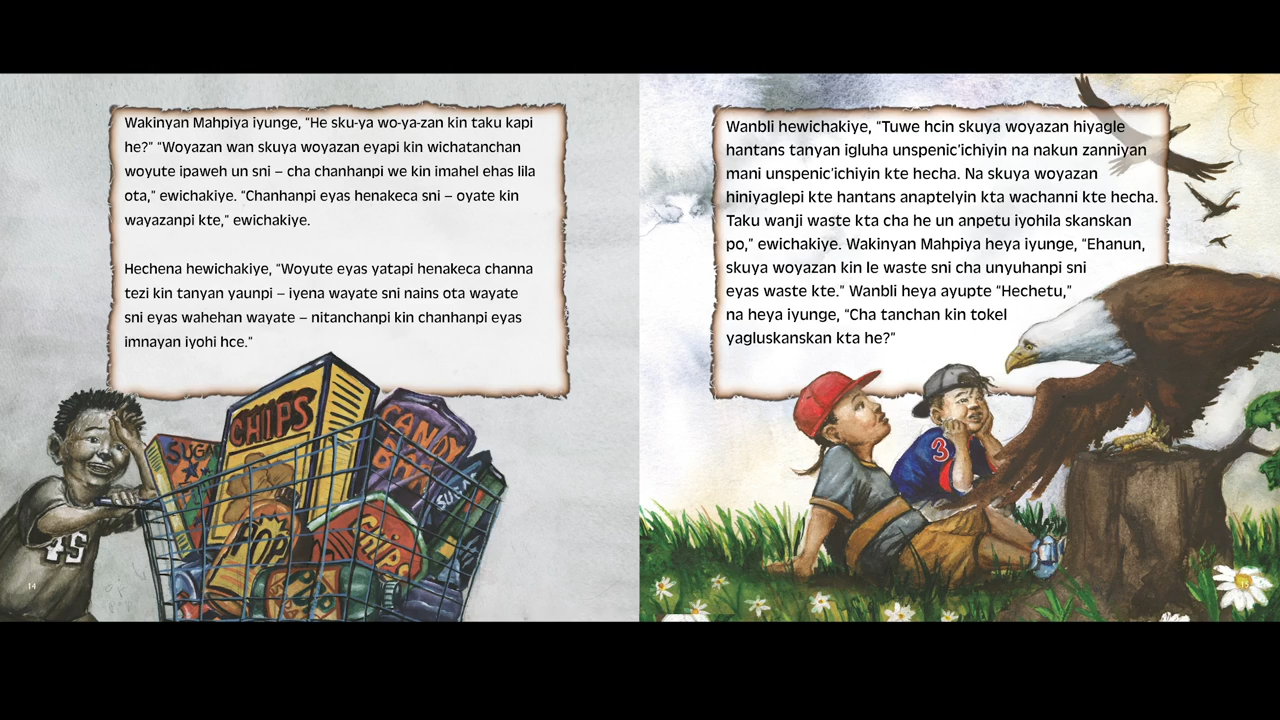 Wakinyan Mahpiya iyunge, “He sku-ya wo-ya-zan kin taku kapi
he?” “Woyazan wan skuya woyazan eyapi kin wichatanchan
woyute ipaweh un sni – cha chanhanpi we kin imahel ehas lila
ota,” ewichakiye. “Chanhanpi eyas henakeca sni – oyate kin
wayazanpi kte,” ewichakiye.
Hechena hewichakiye, “Woyute eyas yatapi henakeca channa
tezi kin tanyan yaunpi – iyena wayate sni nains ota wayate
sni eyas wahehan wayate – nitanchanpi kin chanhanpi eyas
imnayan iyohi hce.”
SUGA
CHIPS
CANDY
BAR
SUG
POP
Chips
45
14
Wanbli hewichakiye, “Tuwe hcin skuya woyazan hiyagle
hantans tanyan igluha unspenic’ichiyin na nakun zanniyan
mani unspenic’ichiyin kte hecha. Na skuya woyazan
hiniyaglepi kte hantans anaptelyin kta wachanni kte hecha.
Taku wanji waste kta cha he un anpetu iyohila skanskan
po,” ewichakiye. Wakinyan Mahpiya heya iyunge, “Ehanun,
skuya woyazan kin le waste sni cha unyuhanpi sni
eyas waste kte.” Wanbli heya ayupte “Hechetu,”
na heya iyunge, “Cha tanchan kin tokel
yagluskanskan kta he?”
3